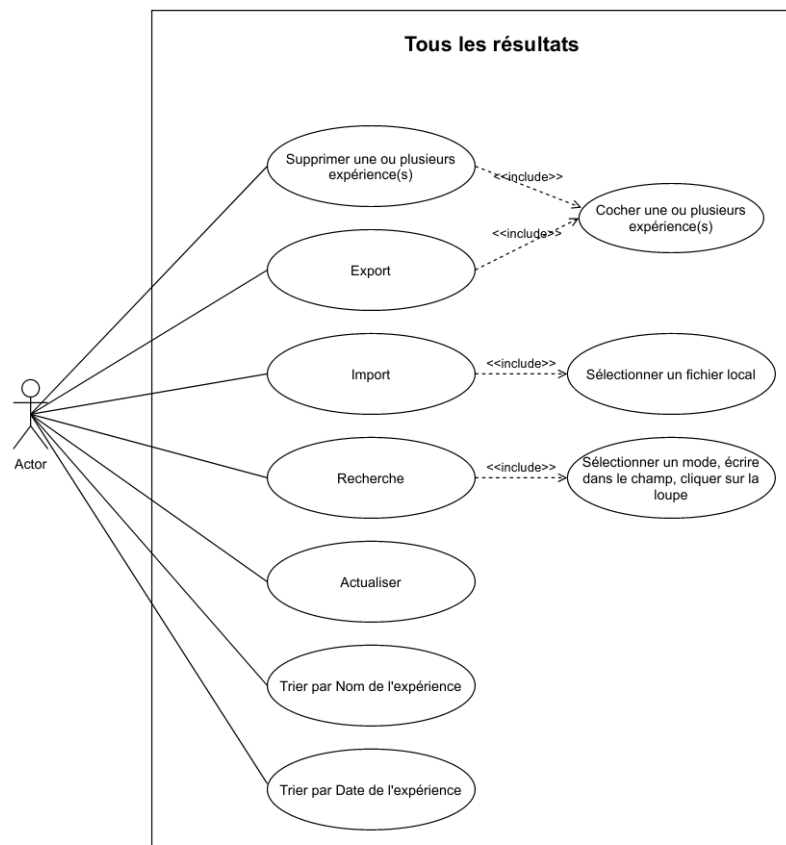 Tous les résultats
Supprimer une ou plusieurs
expérience(s)
<<include>>
Cocher une ou plusieurs
expérience(s)
<<include>>
Export
Import
<<include>>
Sélectionner un fichier local
Actor
Recherche
<<include>>
Sélectionner un mode, écrire
dans le champ, cliquer sur la
loupe
Actualiser
Trier par Nom de l'expérience
Trier par Date de l'expérience